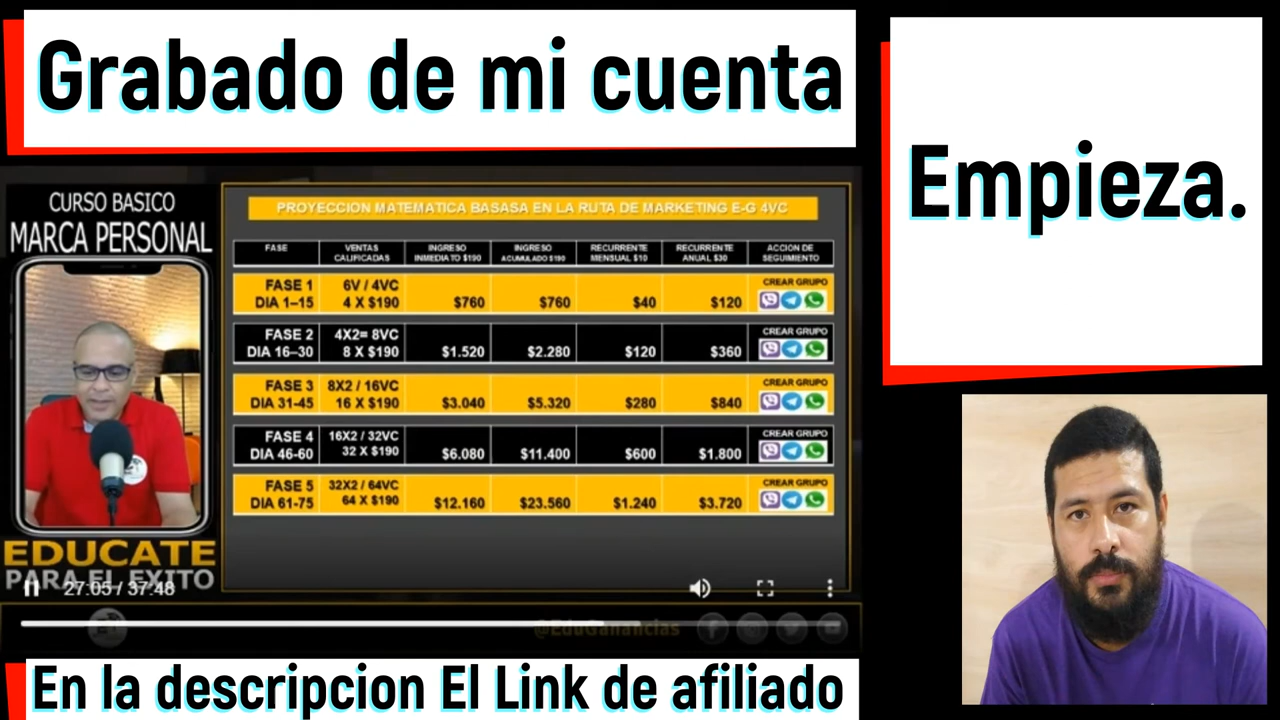 Grabado de mi cuenta
Empieza.
CURSO BASICO
MARCA PERSONAL
EDUCATE
PARA EL EXITO
PROYECCION MATEMATICA BASASA EN LA RUTA DE MARKETING E-G 4VC
FASE VENTAS CALIFICADAS INGRESO INMEDIATO $190 INGRESO ACUMULADO $190 RECURRENTE MENSUAL $10 RECURRENTE ANUAL $30 ACCION DE SEGUIMIENTO
FASE 1 6V / 4VC CREAR GRUPO
DIA 1–15 4 X $190 $760 $760 $40 $120
FASE 2 4X2= 8VC CREAR GRUPO
DIA 16–30 8 X $190 $1.520 $2.280 $120 $360
FASE 3 8X2 / 16VC CREAR GRUPO
DIA 31-45 16 X $190 $3.040 $5.320 $280 $840
FASE 4 16X2 / 32VC CREAR GRUPO
DIA 46-60 32 X $190 $6.080 $11.400 $600 $1.800
FASE 5 32X2 / 64VC CREAR GRUPO
DIA 61-75 64 X $190 $12.160 $23.560 $1.240 $3.720
27:05 / 37:48
@EduGanancias
En la descripcion El Link de afiliado